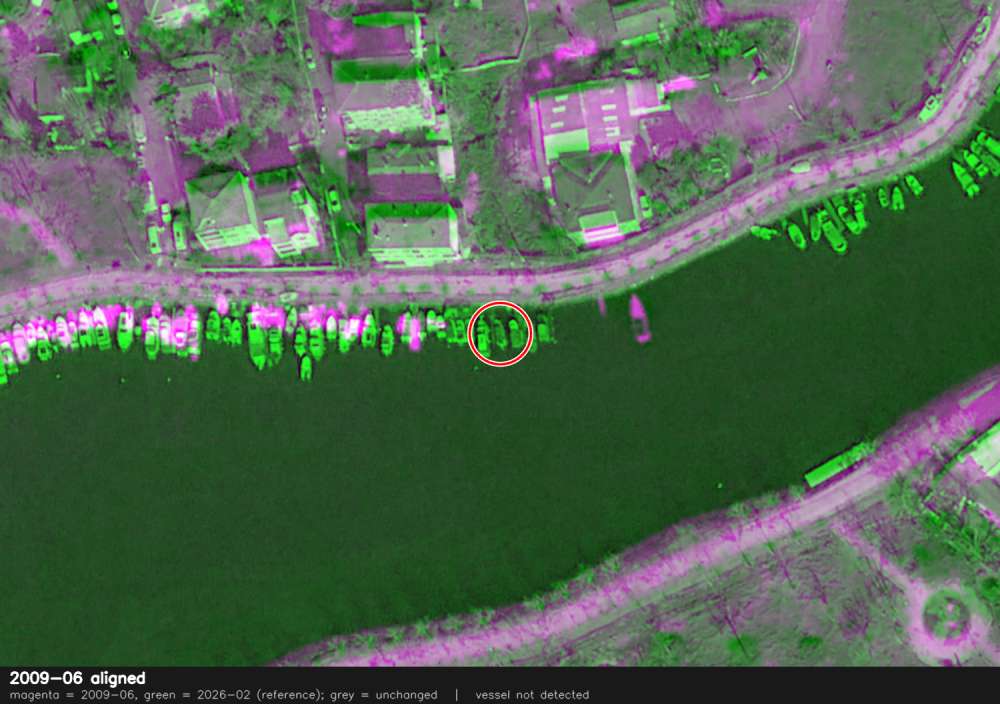 2009-06 aligned
magenta = 2009-06, green = 2026-02 (reference); grey = unchanged | vessel not detected